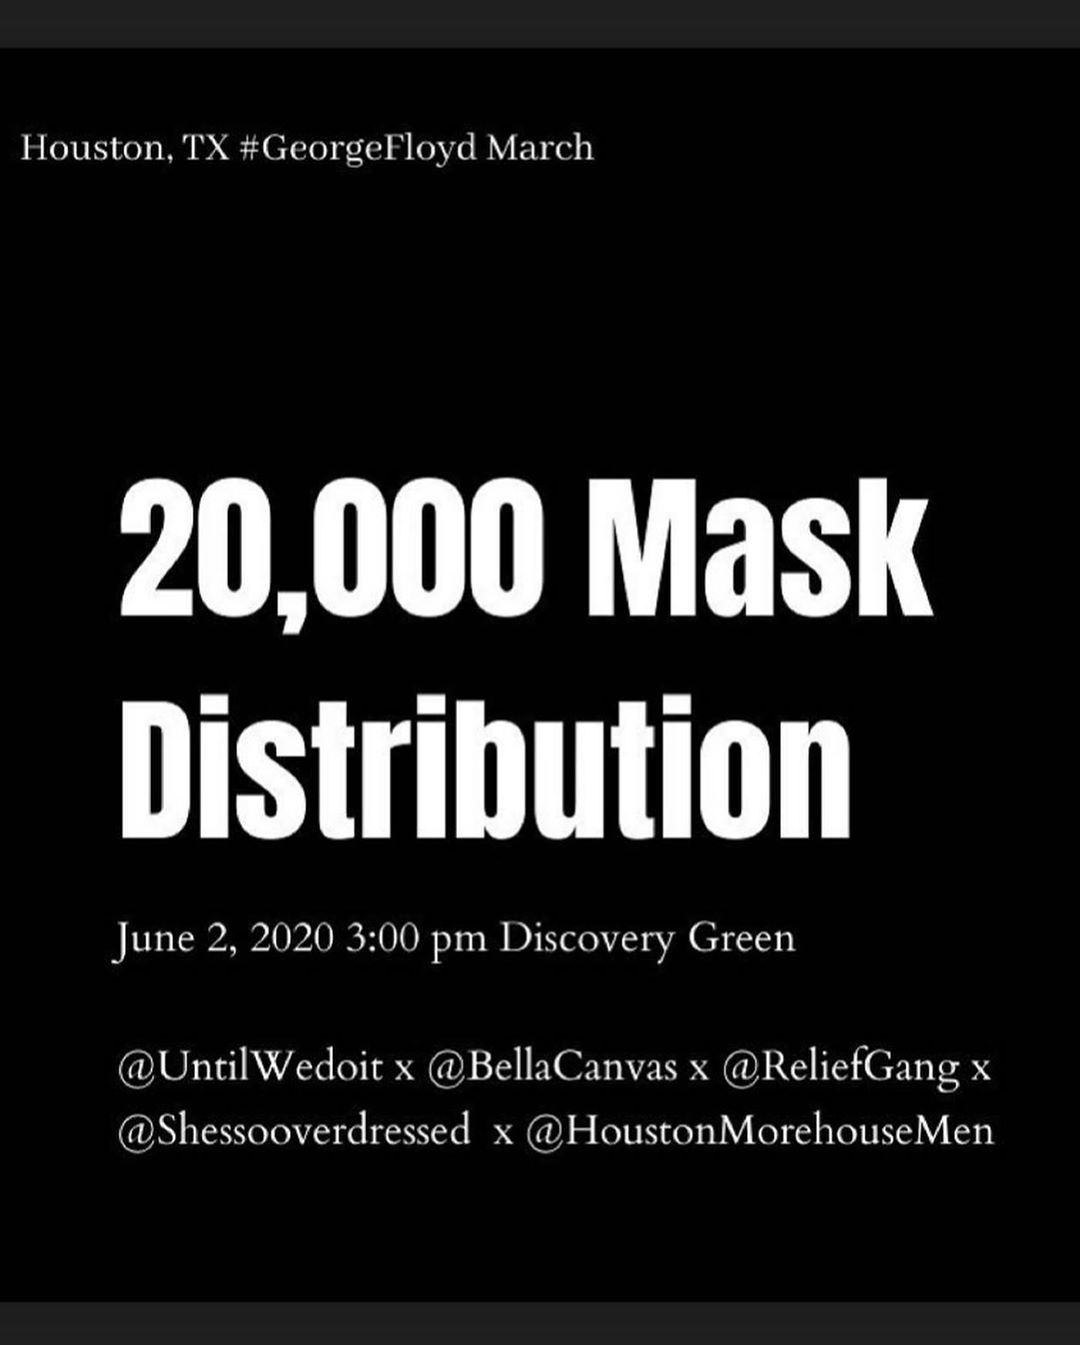 Houston, TX #GeorgeFloyd March
20,000 Mask
Distribution
June 2, 2020 3:00 pm Discovery Green
@UntilWedoit x @BellaCanvas x @ReliefGang x
@Shessooverdressed x @HoustonMorehouseMen